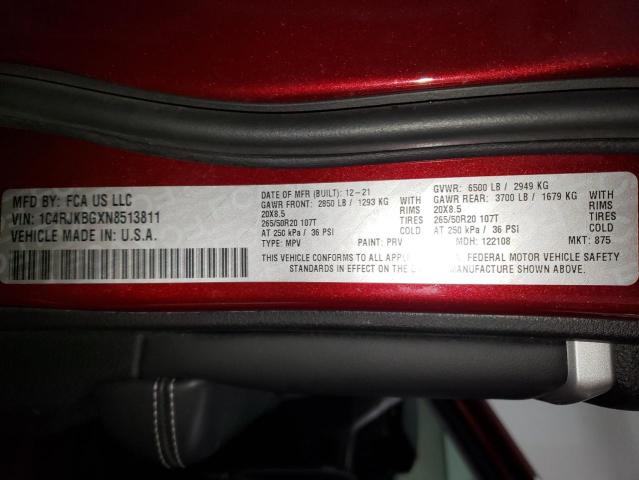 MFD BY: FCA US LLC
VIN: 1C4RJKBGXN8513811
VEHICLE MADE IN: U.S.A.
DATE OF MFR (BUILT): 12-21
GAWR FRONT: 2850 LB / 1293 KG WITH
20X8.5 RIMS
265/50R20 107T TIRES
AT 250 kPa / 36 PSI COLD
TYPE: MPV PAINT: PRV
GVWR: 6500 LB / 2949 KG
GAWR REAR: 3700 LB / 1679 KG WITH
20X8.5 RIMS
265/50R20 107T TIRES
AT 250 kPa / 36 PSI COLD
MDH: 122108 MKT: 875
THIS VEHICLE CONFORMS TO ALL FEDERAL MOTOR VEHICLE SAFETY
STANDARDS IN EFFECT ON THE MANUFACTURE SHOWN ABOVE.